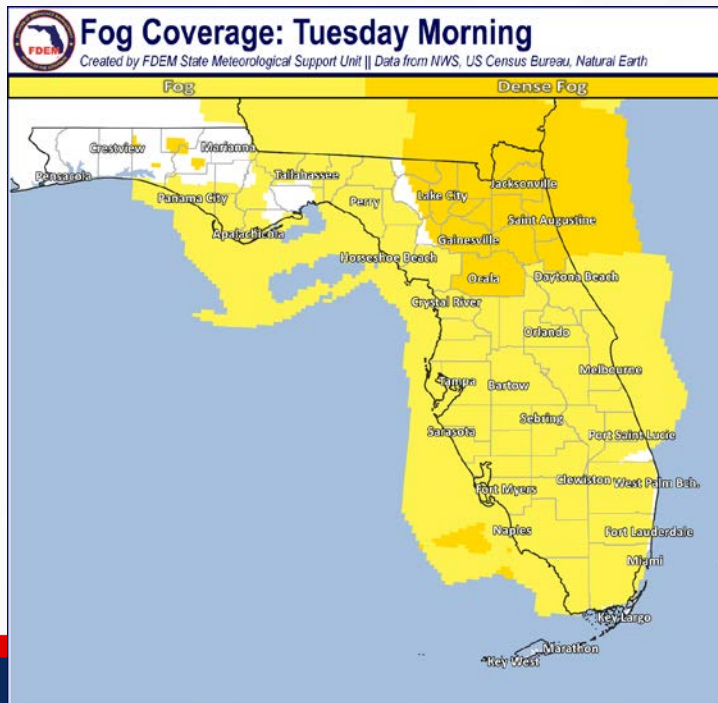 Fog Coverage: Tuesday Morning
FDEM
Created by FDEM State Meteorological Support Unit || Data from NWS, US Census Bureau, Natural Earth
Fog
Dense Fog
Crestview
Marianna
Pensacola
Tallahassee
Jacksonville
Panama City
Perry
Lake City
Apalachicola
Saint Augustine
Gainesville
Horseshoe Beach
Ocala
Daytona Beach
Crystal River
Orlando
Melbourne
Tampa
Bartow
Sebring
Sarasota
Port Saint Lucie
Clewiston
West Palm Bch.
Fort Myers
Naples
Fort Lauderdale
Miami
Key Largo
Marathon
Key West